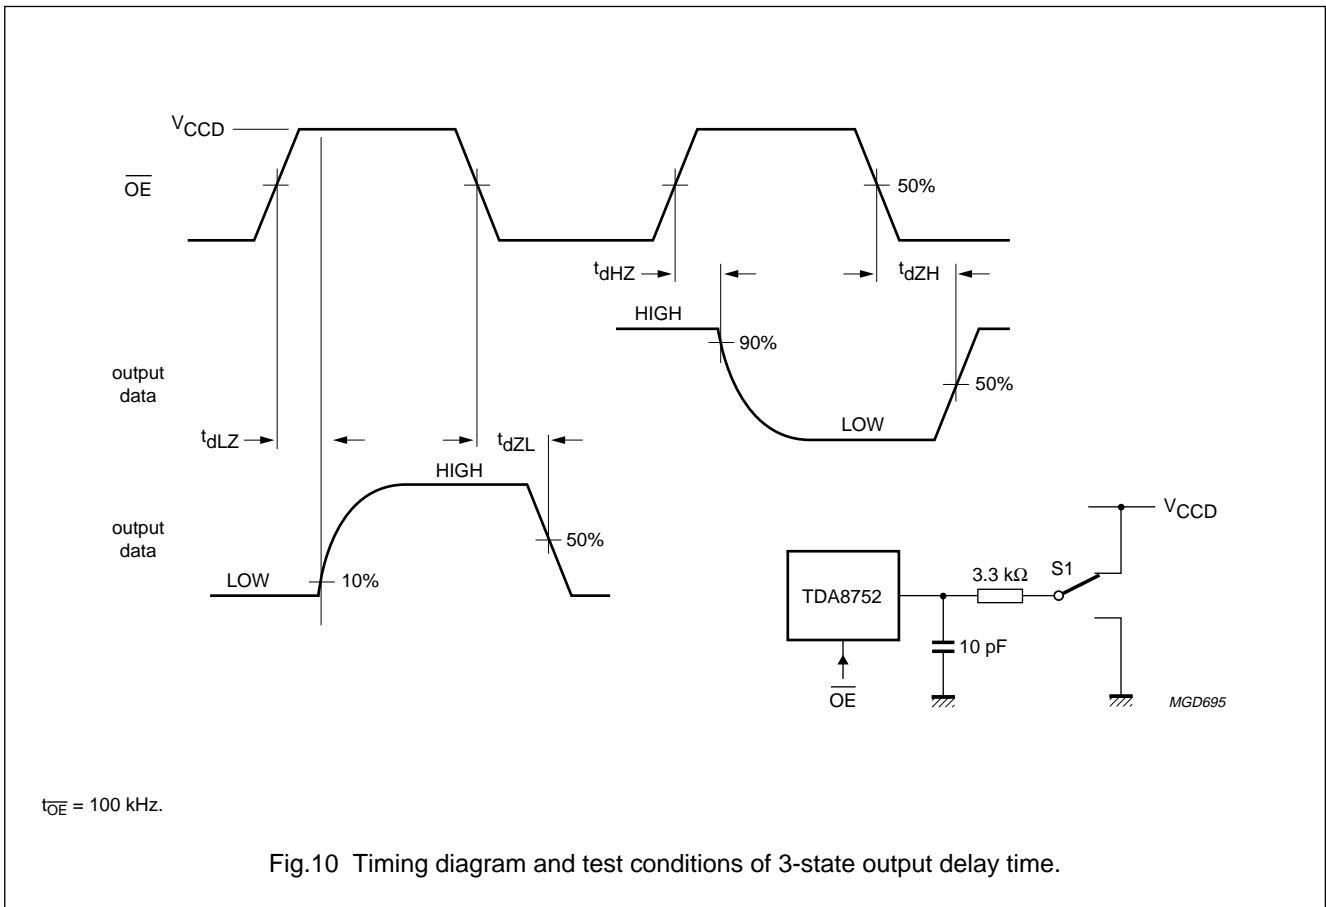 VCCD
OE
50%
tdHZ
tdZH
HIGH
90%
output
data
50%
LOW
tdLZ
tdZL
HIGH
output
data
50%
LOW
10%
VCCD
S1
3.3 kΩ
TDA8752
10 pF
OE
MGD695
tOE = 100 kHz.
Fig.10 Timing diagram and test conditions of 3-state output delay time.